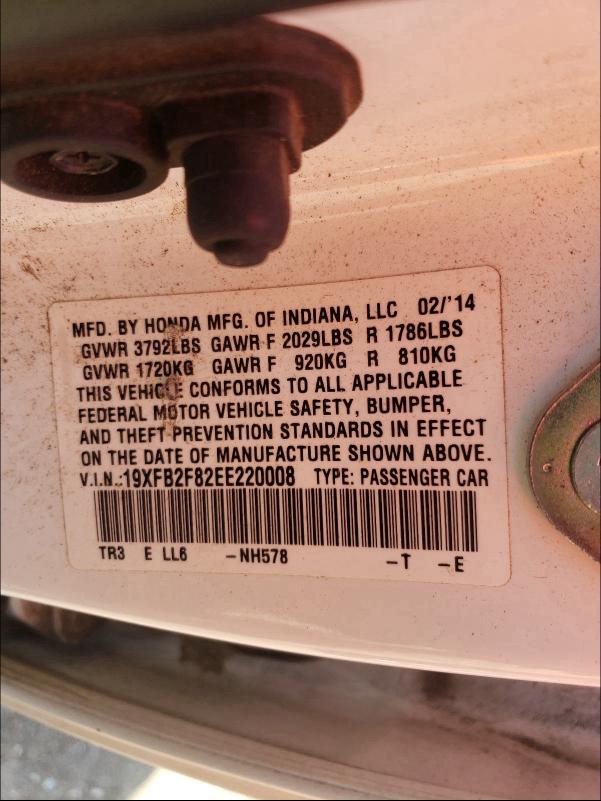 MFD. BY HONDA MFG. OF INDIANA, LLC 02/'14
GVWR 3792LBS GAWR F 2029LBS R 1786LBS
GVWR 1720KG GAWR F 920KG R 810KG
THIS VEHICLE CONFORMS TO ALL APPLICABLE
FEDERAL MOTOR VEHICLE SAFETY, BUMPER,
AND THEFT PREVENTION STANDARDS IN EFFECT
ON THE DATE OF MANUFACTURE SHOWN ABOVE.
V.I.N.:19XFB2F82EE220008 TYPE: PASSENGER CAR
TR3 E LL6 -NH578 -T -E